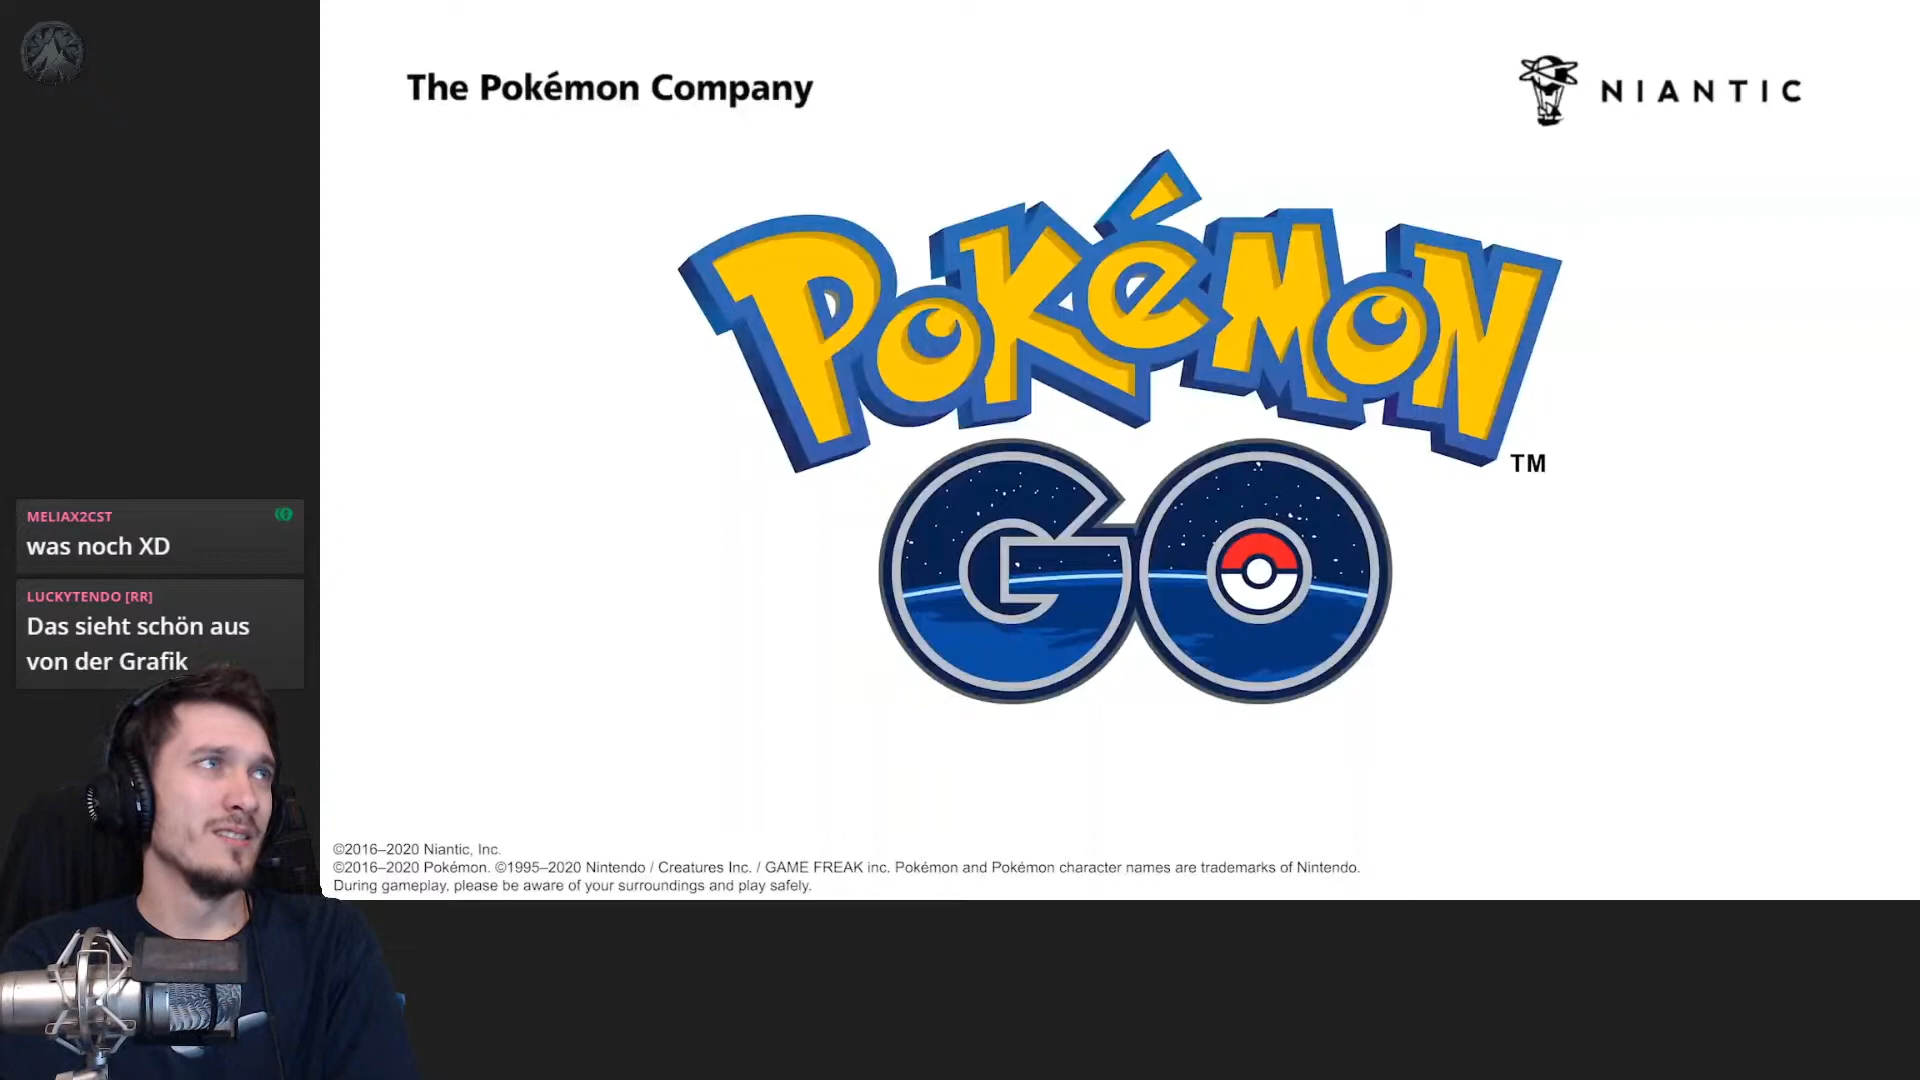 The Pokémon Company
NIANTIC
POKéMON
TM
GO
MELIAX2CST
was noch XD
LUCKYTENDO [RR]
Das sieht schön aus
von der Grafik
©2016–2020 Niantic, Inc.
©2016–2020 Pokémon. ©1995–2020 Nintendo / Creatures Inc. / GAME FREAK inc. Pokémon and Pokémon character names are trademarks of Nintendo.
During gameplay, please be aware of your surroundings and play safely.